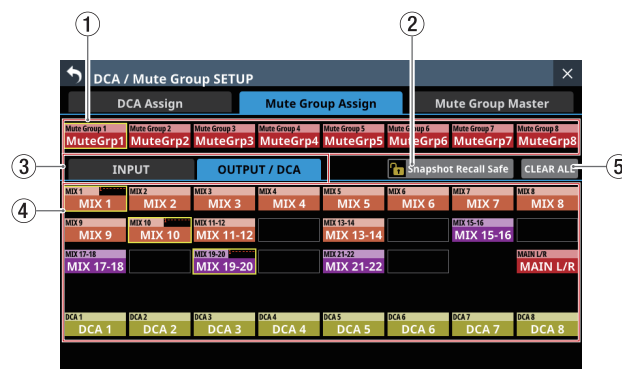 1
2
DCA / Mute Group SETUP
DCA Assign Mute Group Assign Mute Group Master
Mute Group 1 Mute Group 2 Mute Group 3 Mute Group 4 Mute Group 5 Mute Group 6 Mute Group 7 Mute Group 8
MuteGrp1 MuteGrp2 MuteGrp3 MuteGrp4 MuteGrp5 MuteGrp6 MuteGrp7 MuteGrp8
3 INPUT OUTPUT / DCA Snapshot Recall Safe CLEAR ALL 5
MIX 1 MIX 2 MIX 3 MIX 4 MIX 5 MIX 6 MIX 7 MIX 8
4 MIX 1 MIX 2 MIX 3 MIX 4 MIX 5 MIX 6 MIX 7 MIX 8
MIX 9 MIX 10 MIX 11-12 MIX 13-14 MIX 15-16
MIX 9 MIX 10 MIX 11-12 MIX 13-14 MIX 15-16
MIX 17-18 MIX 19-20 MIX 21-22 MAIN L/R
MIX 17-18 MIX 19-20 MIX 21-22 MAIN L/R
DCA 1 DCA 2 DCA 3 DCA 4 DCA 5 DCA 6 DCA 7 DCA 8
DCA 1 DCA 2 DCA 3 DCA 4 DCA 5 DCA 6 DCA 7 DCA 8